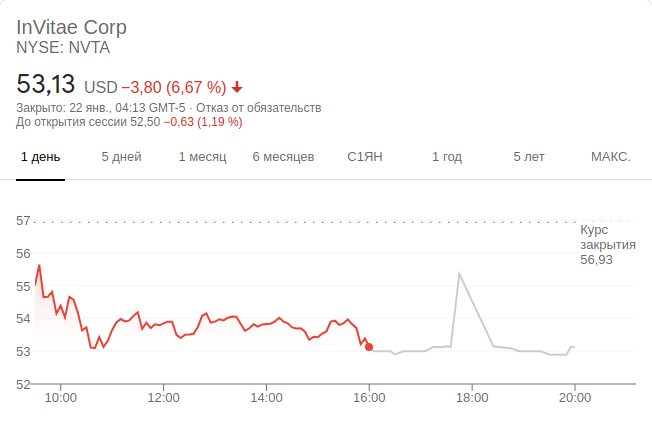 InVitae Corp
NYSE: NVTA
53,13 USD −3,80 (6,67 %)
Закрыто: 22 янв., 04:13 GMT-5 · Отказ от обязательств
До открытия сессии 52,50 −0,63 (1,19 %)
1 день 5 дней 1 месяц 6 месяцев С1ЯН 1 год 5 лет МАКС.
57
Курс
закрытия
56,93
56
55
54
53
52
10:00 12:00 14:00 16:00 18:00 20:00